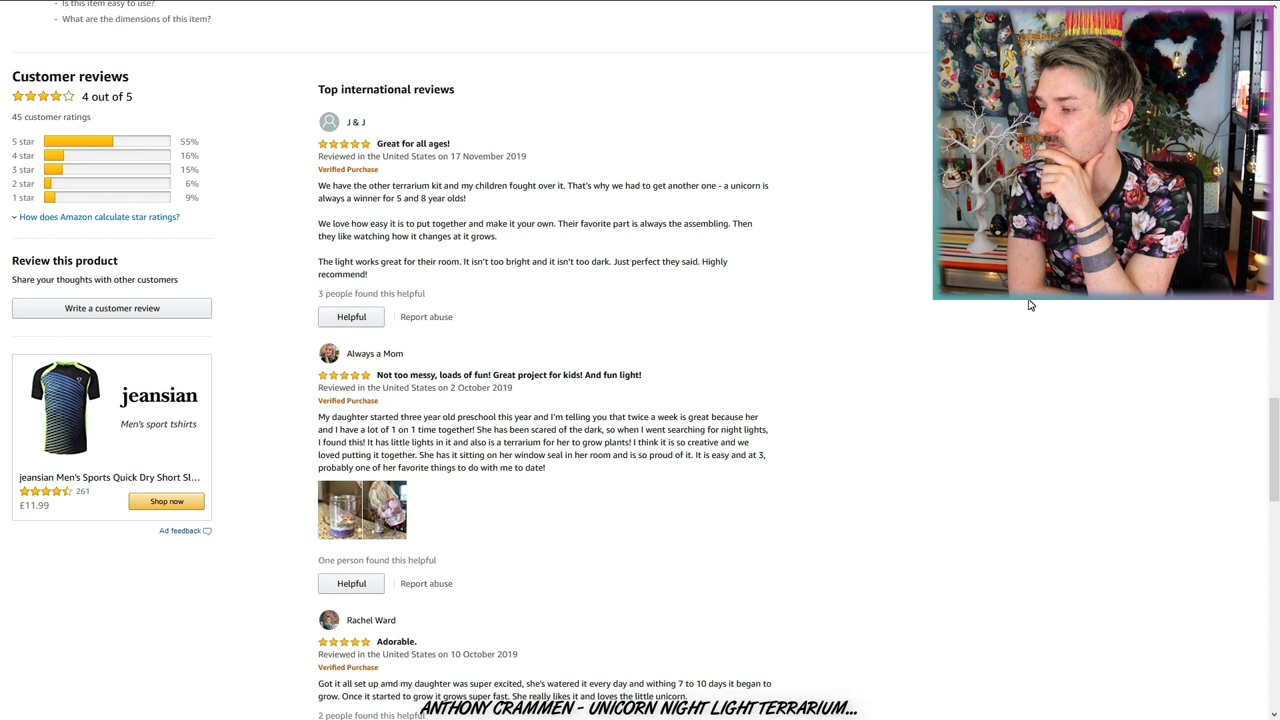 - Is this item easy to use?
- What are the dimensions of this item?
Customer reviews
4 out of 5
45 customer ratings
5 star 55%
4 star 16%
3 star 15%
2 star 6%
1 star 9%
How does Amazon calculate star ratings?
Review this product
Share your thoughts with other customers
Write a customer review
jeansian
Men's sport tshirts
jeansian Men's Sports Quick Dry Short Sl...
261
£11.99
Shop now
Ad feedback
Top international reviews
J & J
Great for all ages!
Reviewed in the United States on 17 November 2019
Verified Purchase
We have the other terrarium kit and my children fought over it. That's why we had to get another one - a unicorn is
always a winner for 5 and 8 year olds!
We love how easy it is to put together and make it your own. Their favorite part is always the assembling. Then
they like watching how it changes at it grows.
The light works great for their room. It isn't too bright and it isn't too dark. Just perfect they said. Highly
recommend!
3 people found this helpful
Helpful
Report abuse
Always a Mom
Not too messy, loads of fun! Great project for kids! And fun light!
Reviewed in the United States on 2 October 2019
Verified Purchase
My daughter started three year old preschool this year and I'm telling you that twice a week is great because her
and I have a lot of 1 on 1 time together! She has been scared of the dark, so when I went searching for night lights,
I found this! It has little lights in it and also is a terrarium for her to grow plants! I think it is so creative and we
loved putting it together. She has it sitting on her window seal in her room and is so proud of it. It is easy and at 3,
probably one of her favorite things to do with me to date!
One person found this helpful
Helpful
Report abuse
Rachel Ward
Adorable.
Reviewed in the United States on 10 October 2019
Verified Purchase
Got it all set up amd my daughter was super excited, she's watered it every day and withing 7 to 10 days it began to
grow. Once it started to grow it grows super fast. She really likes it and loves the little unicorn.
2 people found this helpful
ANTHONY CRAMMEN - UNICORN NIGHT LIGHT TERRARIUM...